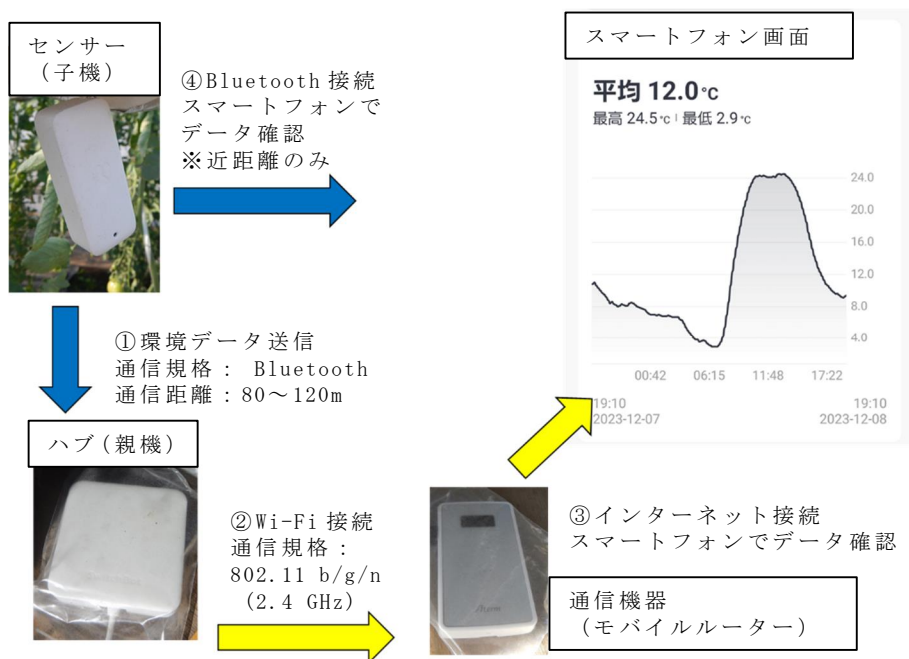 センサー
(子機)
④Bluetooth 接続
スマートフォンで
データ確認
※近距離のみ
スマートフォン画面
平均 12.0℃
最高 24.5℃ 最低 2.9℃
24.0
20.0
16.0
12.0
8.0
4.0
00:42 06:15 11:48 17:22
19:10 19:10
2023-12-07 2023-12-08
①環境データ送信
通信規格: Bluetooth
通信距離:80～120m
ハブ(親機)
②Wi-Fi 接続
通信規格:
802.11 b/g/n
(2.4 GHz)
③インターネット接続
スマートフォンでデータ確認
通信機器
(モバイルルーター)